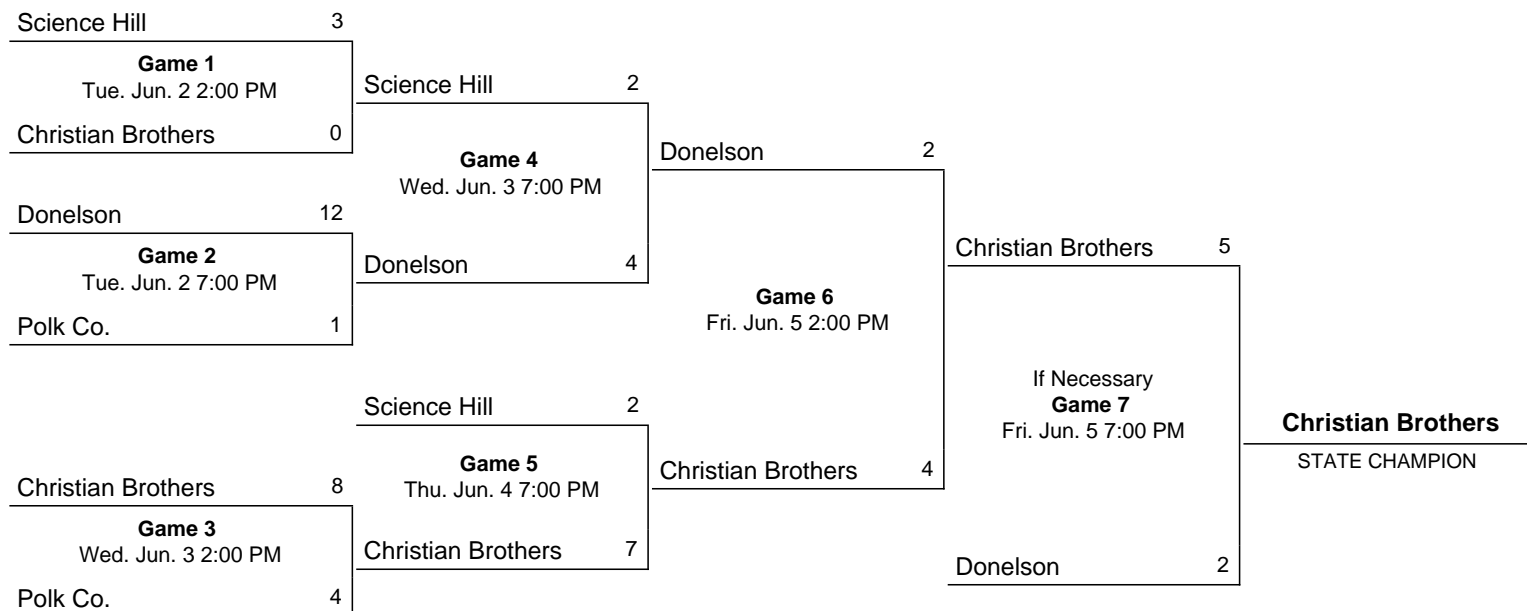 Science Hill 3
Game 1
Tue. Jun. 2 2:00 PM
Christian Brothers 0
Donelson 12
Game 2
Tue. Jun. 2 7:00 PM
Polk Co. 1
Christian Brothers 8
Game 3
Wed. Jun. 3 2:00 PM
Polk Co. 4
Science Hill 2
Game 4
Wed. Jun. 3 7:00 PM
Donelson 4
Science Hill 2
Game 5
Thu. Jun. 4 7:00 PM
Christian Brothers 7
Donelson 2
Game 6
Fri. Jun. 5 2:00 PM
Christian Brothers 4
Christian Brothers 5
If Necessary
Game 7
Fri. Jun. 5 7:00 PM
Donelson 2
Christian Brothers
STATE CHAMPION